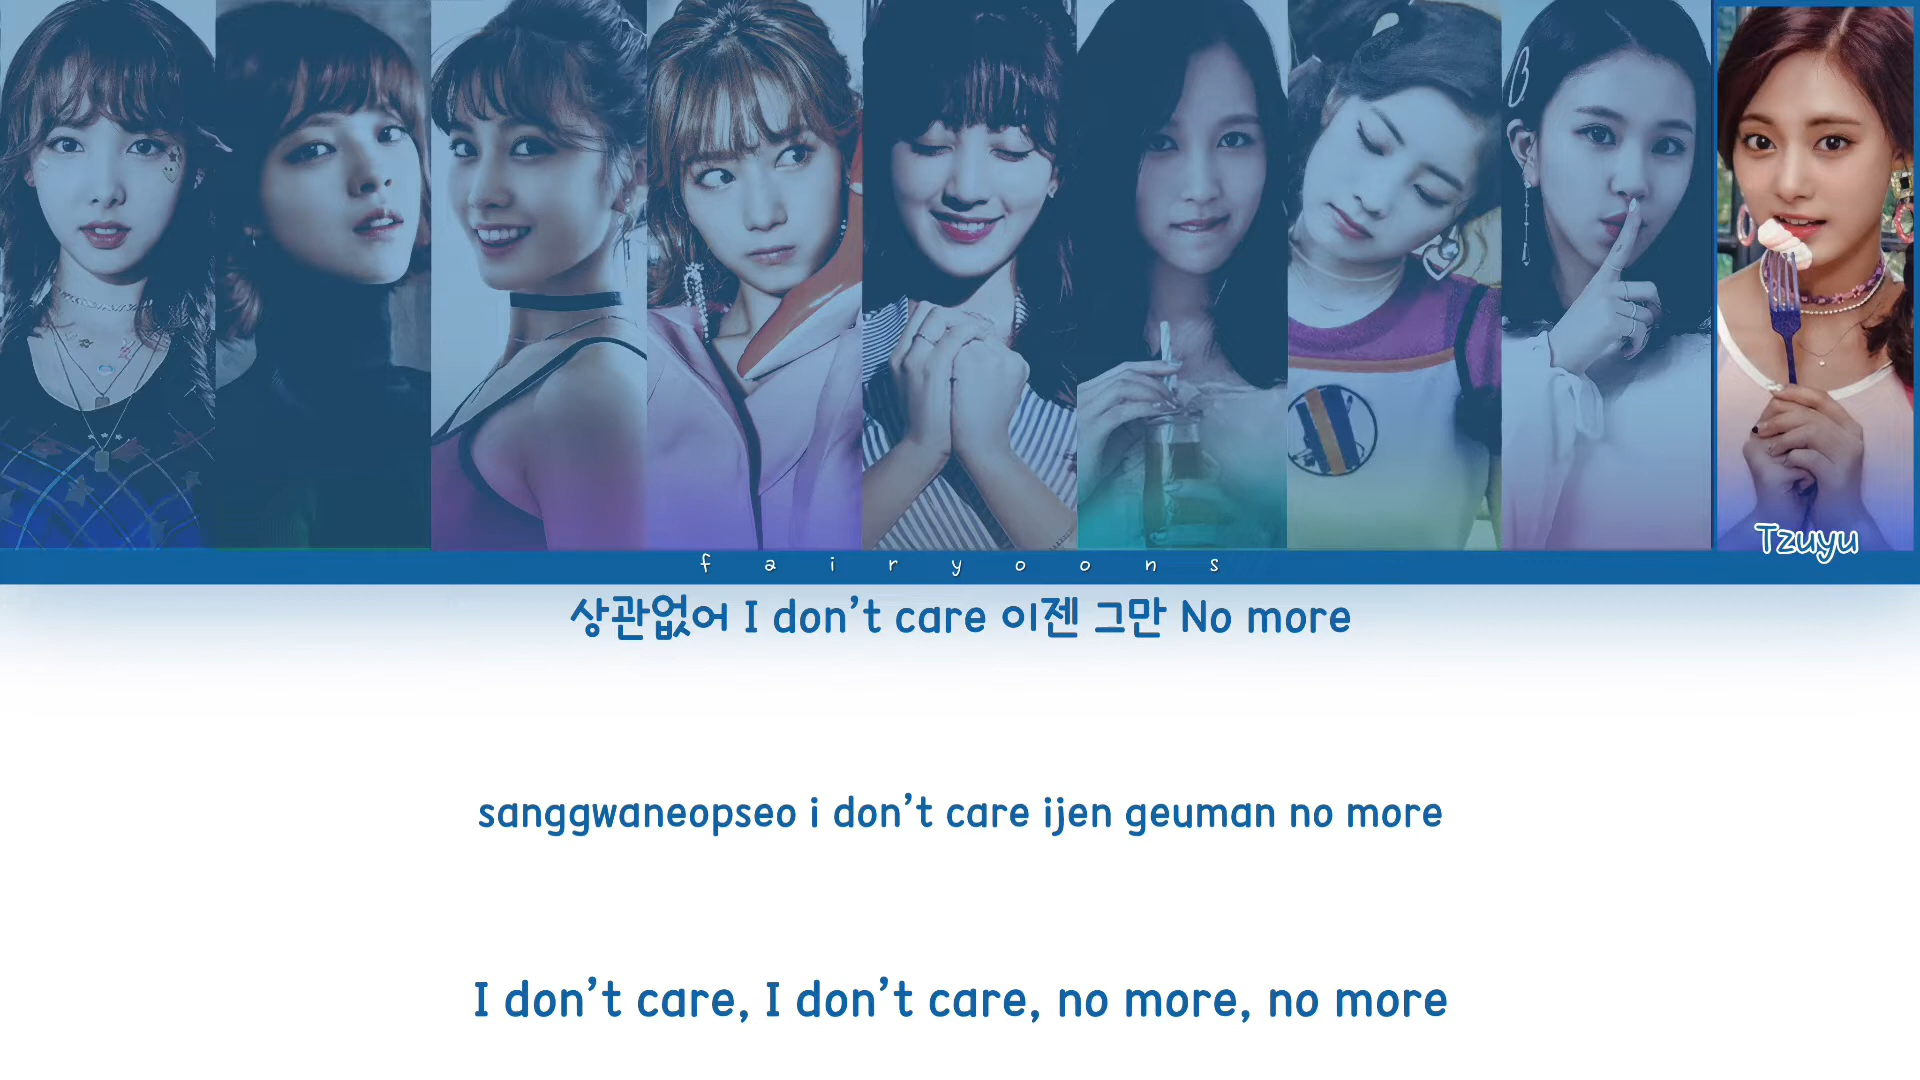 Tzuyu
f a i r y o o n s
상관없어 I don't care 이젠 그만 No more
sanggwaneopseo i don't care ijen geuman no more
I don't care, I don't care, no more, no more